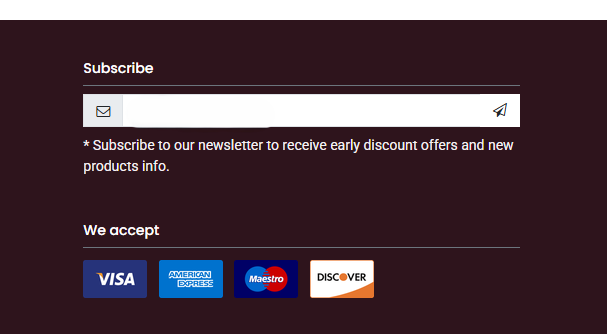 Subscribe
* Subscribe to our newsletter to receive early discount offers and new
products info.
We accept
VISA
AMERICAN
EXPRESS
Maestro
DISCOVER